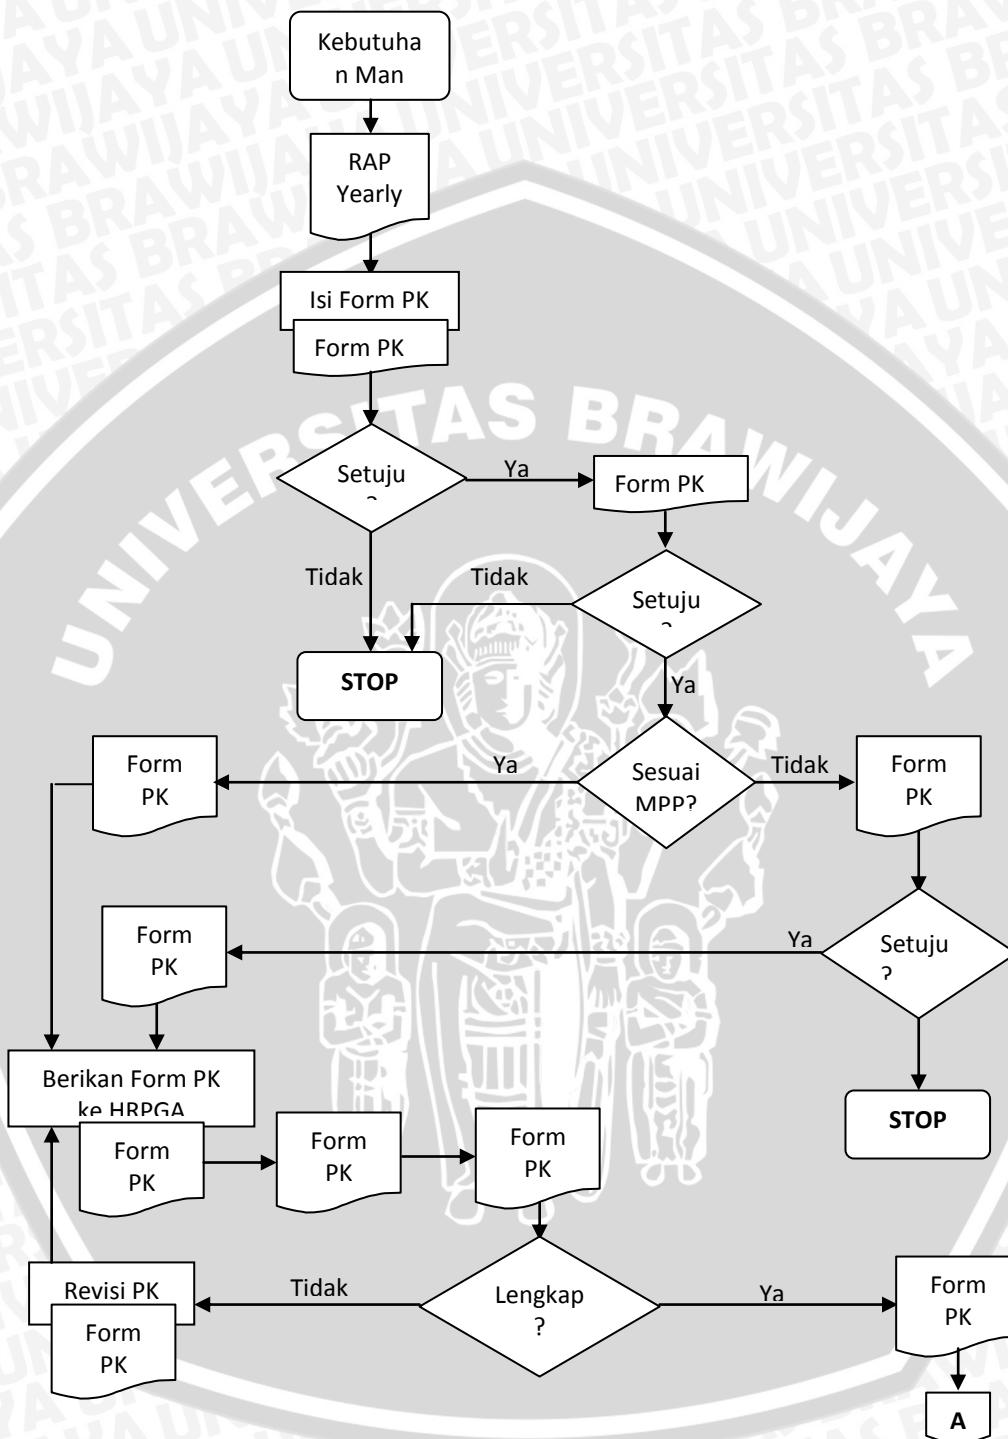 Kebutuha
n Man
RAP
Yearly
Isi Form PK
Form PK
UNIVERSITAS BRAWIJAYA
Setuju
?
Ya
Form PK
Tidak
Tidak
Setuju
?
STOP
Ya
Form
PK
Ya
Sesuai
MPP?
Tidak
Form
PK
Form
PK
Ya
Setuju
?
Berikan Form PK
ke HRPGA
STOP
Form
PK
Form
PK
Form
PK
Revisi PK
Tidak
Lengkap
?
Ya
Form
PK
Form
PK
A